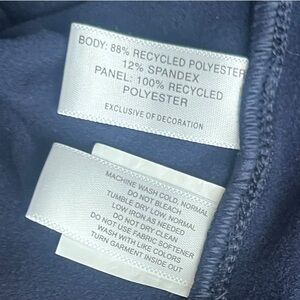 BODY: 88% RECYCLED POLYESTER
12% SPANDEX
PANEL: 100% RECYCLED
POLYESTER
EXCLUSIVE OF DECORATION
MACHINE WASH COLD, NORMAL
DO NOT BLEACH
TUMBLE DRY LOW, NORMAL
LOW IRON AS NEEDED
DO NOT DRY CLEAN
DO NOT USE FABRIC SOFTENER
WASH WITH LIKE COLORS
TURN GARMENT INSIDE OUT